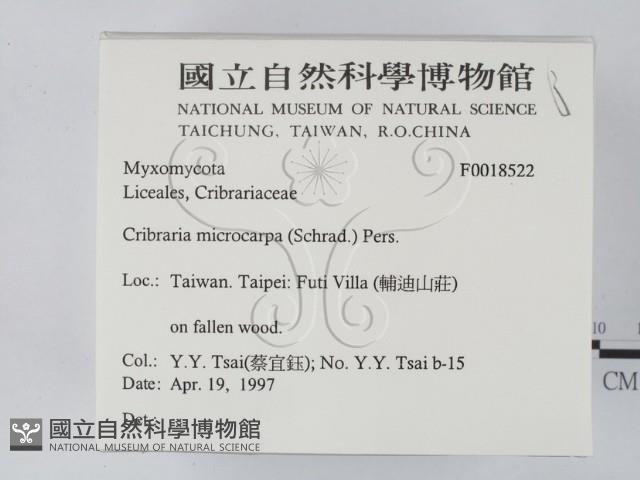 國立自然科學博物館
NATIONAL MUSEUM OF NATURAL SCIENCE
TAICHUNG, TAIWAN, R.O.CHINA
Myxomycota F0018522
Liceales, Cribrariaceae
Cribraria microcarpa (Schrad.) Pers.
Loc.: Taiwan. Taipei: Futi Villa (輔迪山莊)
on fallen wood.
Col.: Y.Y. Tsai(蔡宜鈺); No. Y.Y. Tsai b-15
Date: Apr. 19, 1997
Det.:
國立自然科學博物館
NATIONAL MUSEUM OF NATURAL SCIENCE
10
CM